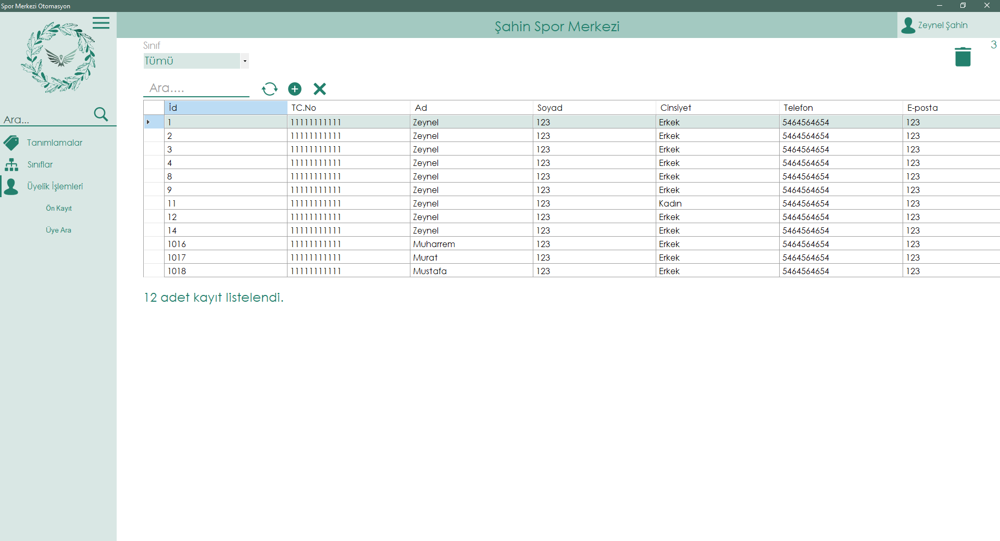 Spor Merkezi Otomasyon
Şahin Spor Merkezi
Zeynel Şahin
3
Sınıf
Tümü
Ara....
Ara...
Tanımlamalar
Sınıflar
Üyelik İşlemleri
Ön Kayıt
Üye Ara
İd TC.No Ad Soyad Cinsiyet Telefon E-posta
1 11111111111 Zeynel 123 Erkek 5464564654 123
2 11111111111 Zeynel 123 Erkek 5464564654 123
3 11111111111 Zeynel 123 Erkek 5464564654 123
4 11111111111 Zeynel 123 Erkek 5464564654 123
8 11111111111 Zeynel 123 Erkek 5464564654 123
9 11111111111 Zeynel 123 Erkek 5464564654 123
11 11111111111 Zeynel 123 Kadın 5464564654 123
12 11111111111 Zeynel 123 Erkek 5464564654 123
14 11111111111 Zeynel 123 Erkek 5464564654 123
1016 11111111111 Muharrem 123 Erkek 5464564654 123
1017 11111111111 Murat 123 Erkek 5464564654 123
1018 11111111111 Mustafa 123 Erkek 5464564654 123
12 adet kayıt listelendi.